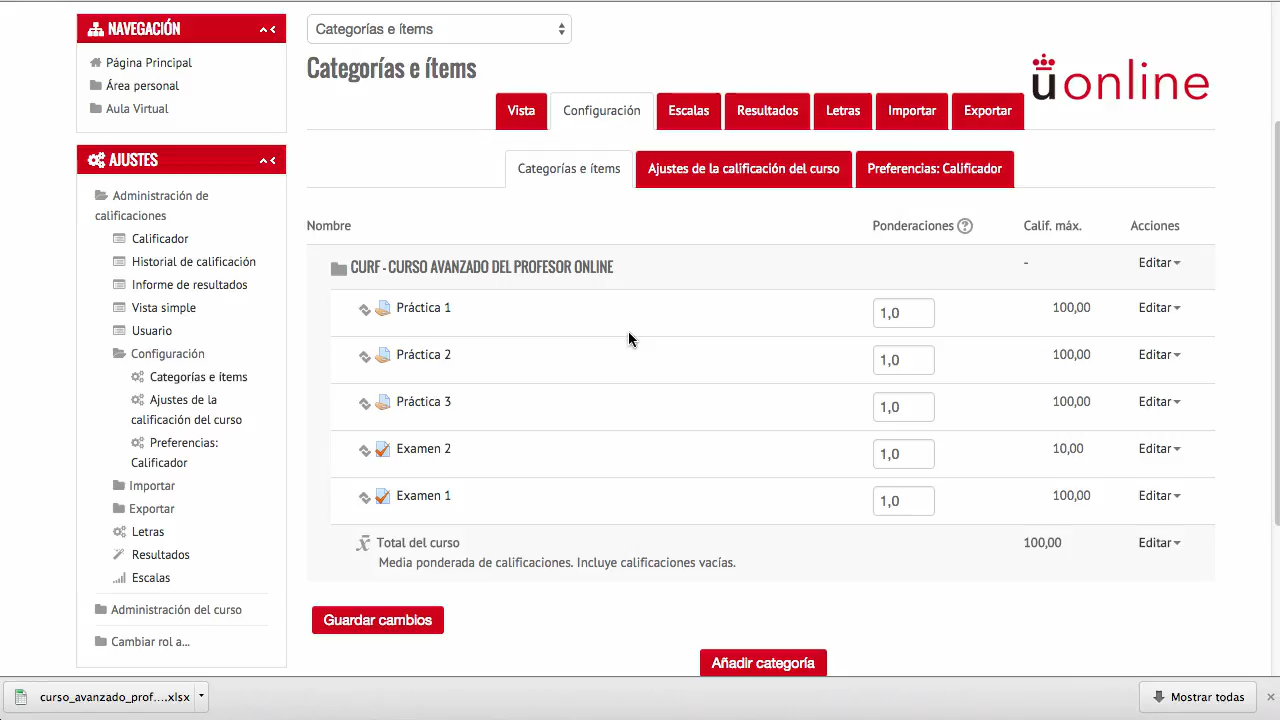 NAVEGACIÓN
Página Principal
Área personal
Aula Virtual
AJUSTES
Administración de
calificaciones
Calificador
Historial de calificación
Informe de resultados
Vista simple
Usuario
Configuración
Categorías e ítems
Ajustes de la
calificación del curso
Preferencias:
Calificador
Importar
Exportar
Letras
Resultados
Escalas
Administración del curso
Cambiar rol a...
Categorías e ítems
Categorías e ítems
uonline
Vista Configuración Escalas Resultados Letras Importar Exportar
Categorías e ítems Ajustes de la calificación del curso Preferencias: Calificador
Nombre Ponderaciones ? Calif. máx. Acciones
CURF - CURSO AVANZADO DEL PROFESOR ONLINE - Editar
Práctica 1 1,0 100,00 Editar
Práctica 2 1,0 100,00 Editar
Práctica 3 1,0 100,00 Editar
Examen 2 1,0 10,00 Editar
Examen 1 1,0 100,00 Editar
x̄ Total del curso 100,00 Editar
Media ponderada de calificaciones. Incluye calificaciones vacías.
Guardar cambios
Añadir categoría
curso_avanzado_prof....xlsx
Mostrar todas